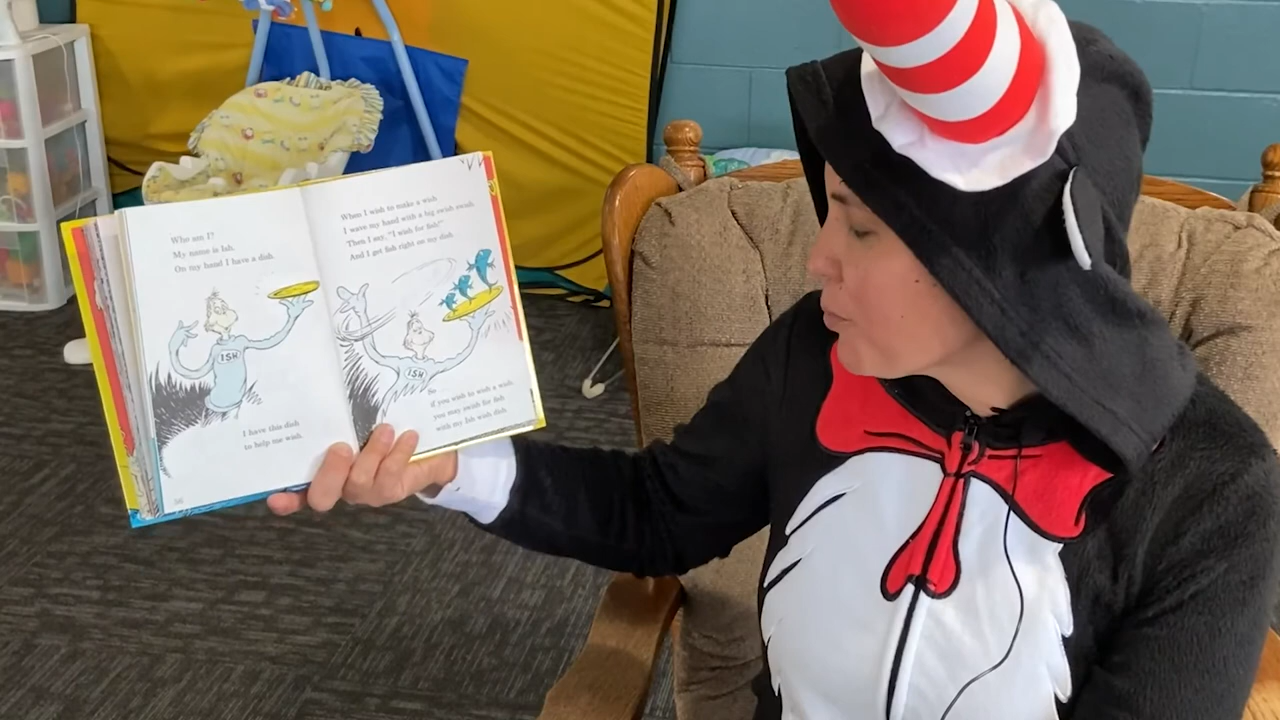 Who am I?
My name is Ish.
On my hand I have a dish.
ISH
I have this dish
to help me wish.
When I wish to make a wish
I wave my hand with a big swish swish.
Then I say, "I wish for fish!"
And I get fish right on my dish.
ISH
So
if you wish to wish a wish,
you may swish for fish
with my Ish wish dish.